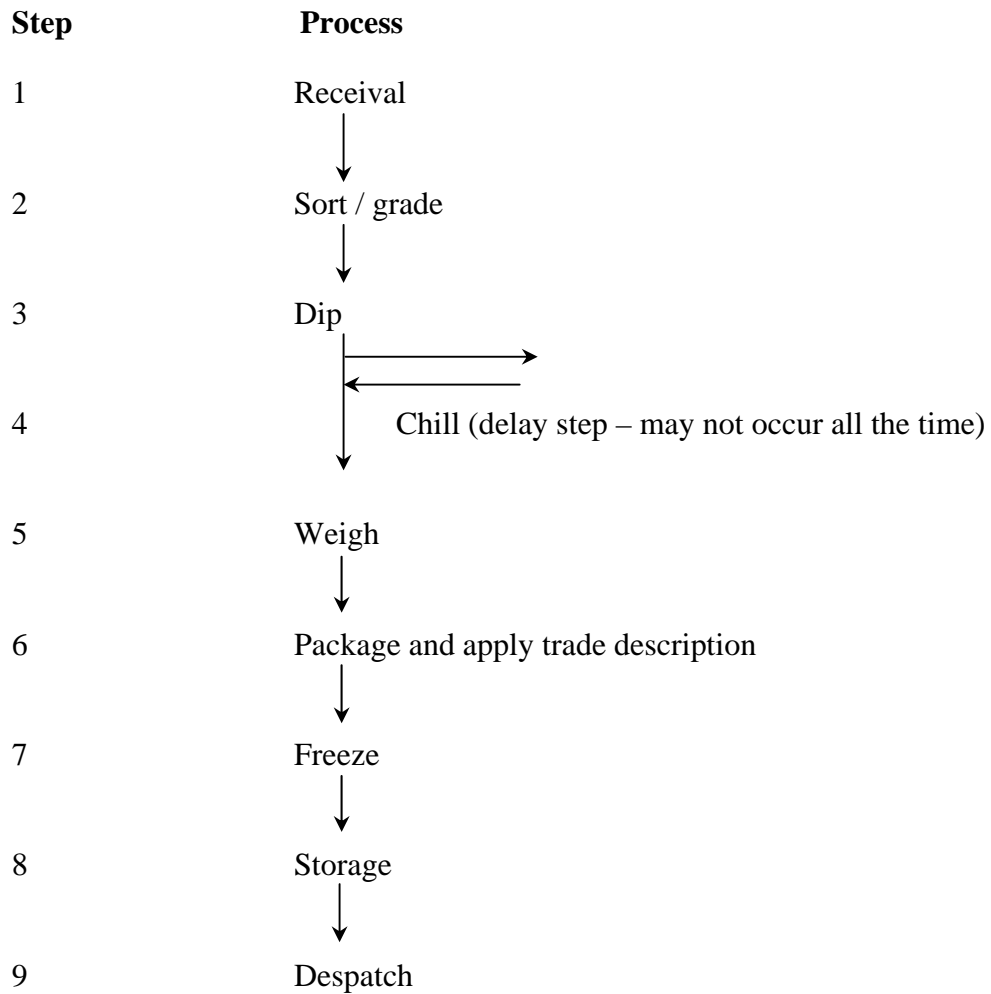 Step Process
1 Receival
2 Sort / grade
3 Dip
4 Chill (delay step – may not occur all the time)
5 Weigh
6 Package and apply trade description
7 Freeze
8 Storage
9 Despatch